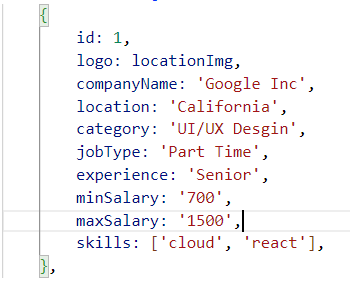 {
id: 1,
logo: locationImg,
companyName: 'Google Inc',
location: 'California',
category: 'UI/UX Desgin',
jobType: 'Part Time',
experience: 'Senior',
minSalary: '700',
maxSalary: '1500',
skills: ['cloud', 'react'],
},